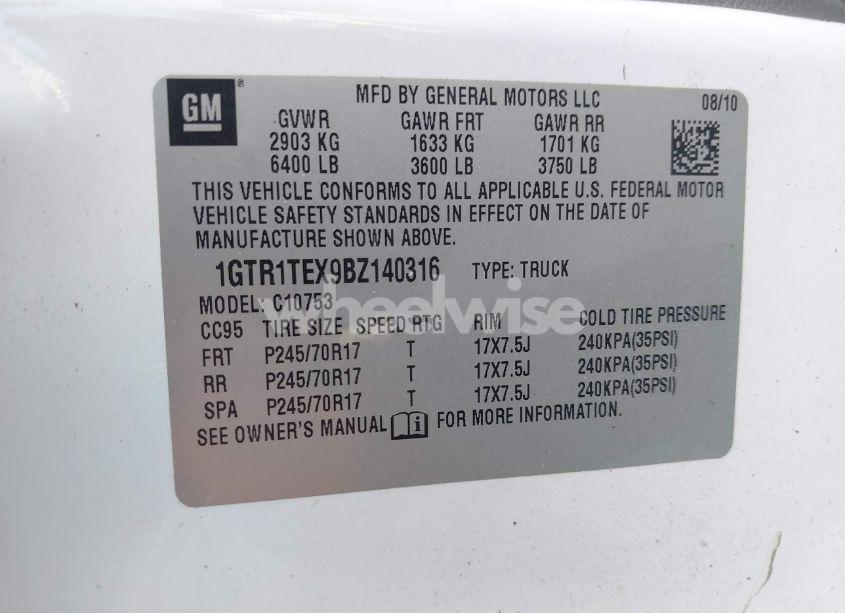 GM ®
MFD BY GENERAL MOTORS LLC 08/10
GVWR GAWR FRT GAWR RR
2903 KG 1633 KG 1701 KG
6400 LB 3600 LB 3750 LB
THIS VEHICLE CONFORMS TO ALL APPLICABLE U.S. FEDERAL MOTOR
VEHICLE SAFETY STANDARDS IN EFFECT ON THE DATE OF
MANUFACTURE SHOWN ABOVE.
1GTR1TEX9BZ140316 TYPE: TRUCK
MODEL: C10753
wheelwise
CC95 TIRE SIZE SPEED RTG RIM COLD TIRE PRESSURE
FRT P245/70R17 T 17X7.5J 240KPA(35PSI)
RR P245/70R17 T 17X7.5J 240KPA(35PSI)
SPA P245/70R17 T 17X7.5J 240KPA(35PSI)
SEE OWNER'S MANUAL i FOR MORE INFORMATION.